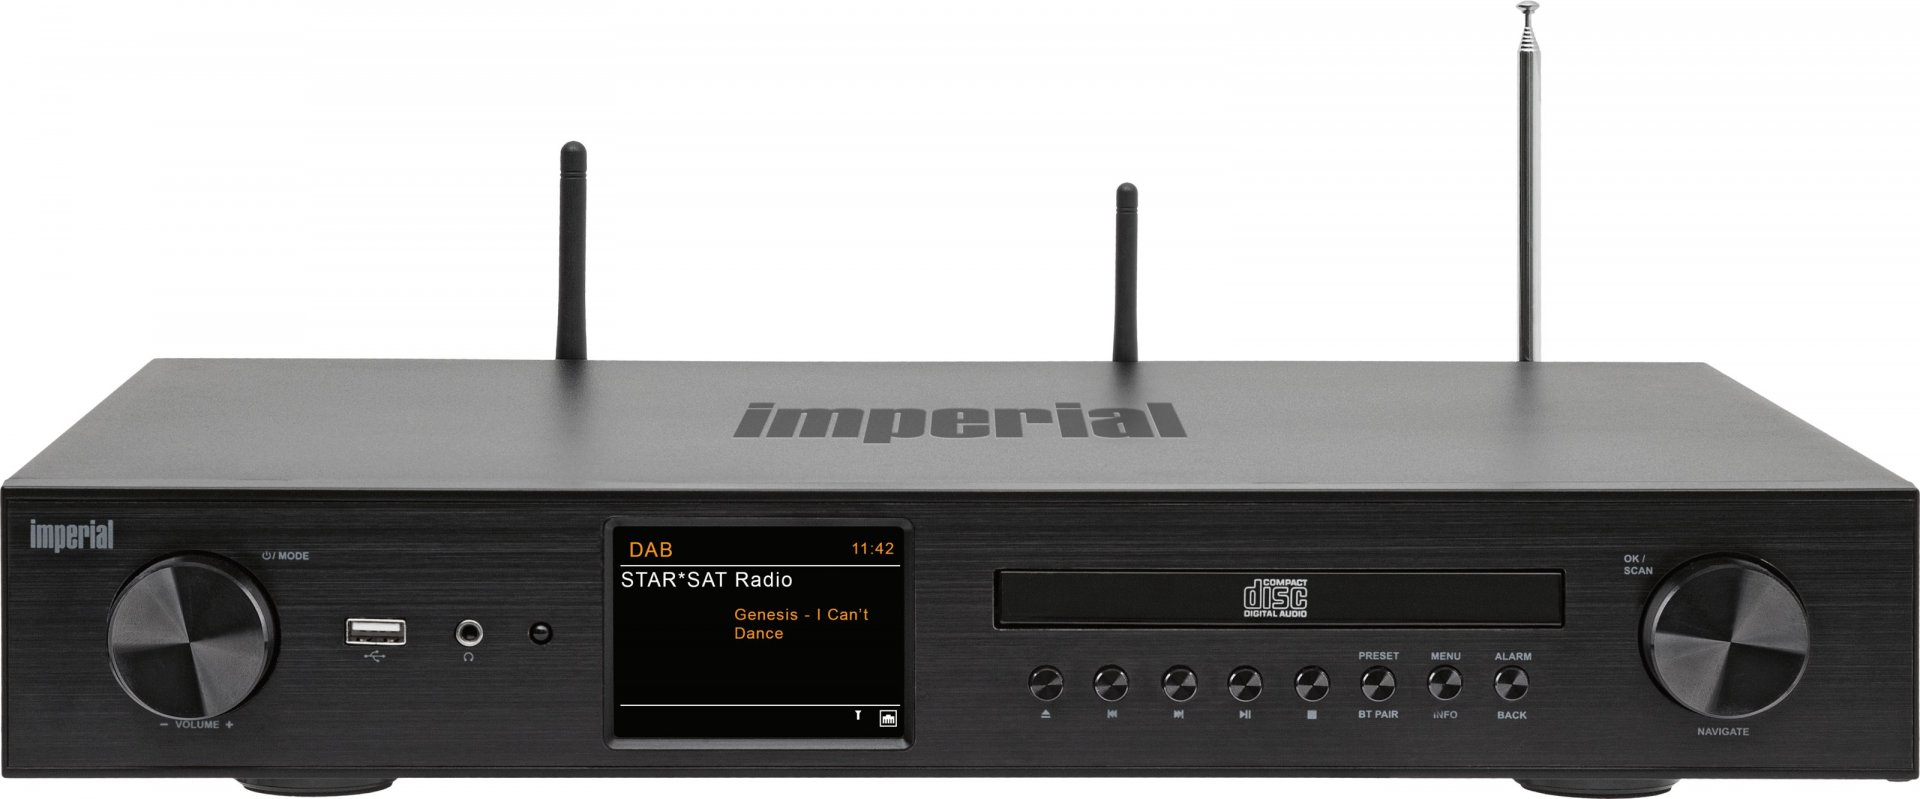 imperial
imperial
⏻/ MODE
− VOLUME +
DAB 11:42
STAR*SAT Radio
Genesis - I Can't
Dance
COMPACT
disc
DIGITAL AUDIO
PRESET MENU ALARM
BT PAIR INFO BACK
OK /
SCAN
NAVIGATE